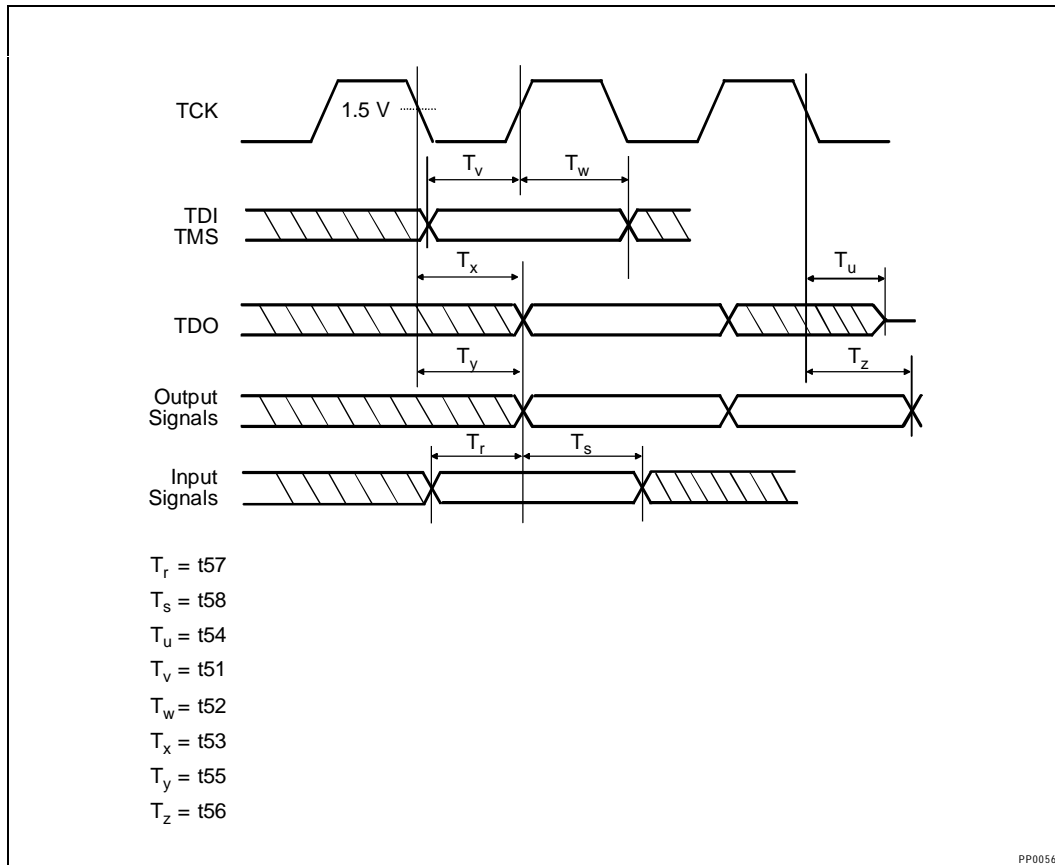 TCK
1.5 V
Tv
Tw
TDI
TMS
Tx
Tu
TDO
Ty
Tz
Output
Signals
Tr
Ts
Input
Signals
Tr = t57
Ts = t58
Tu = t54
Tv = t51
Tw = t52
Tx = t53
Ty = t55
Tz = t56
PP0056